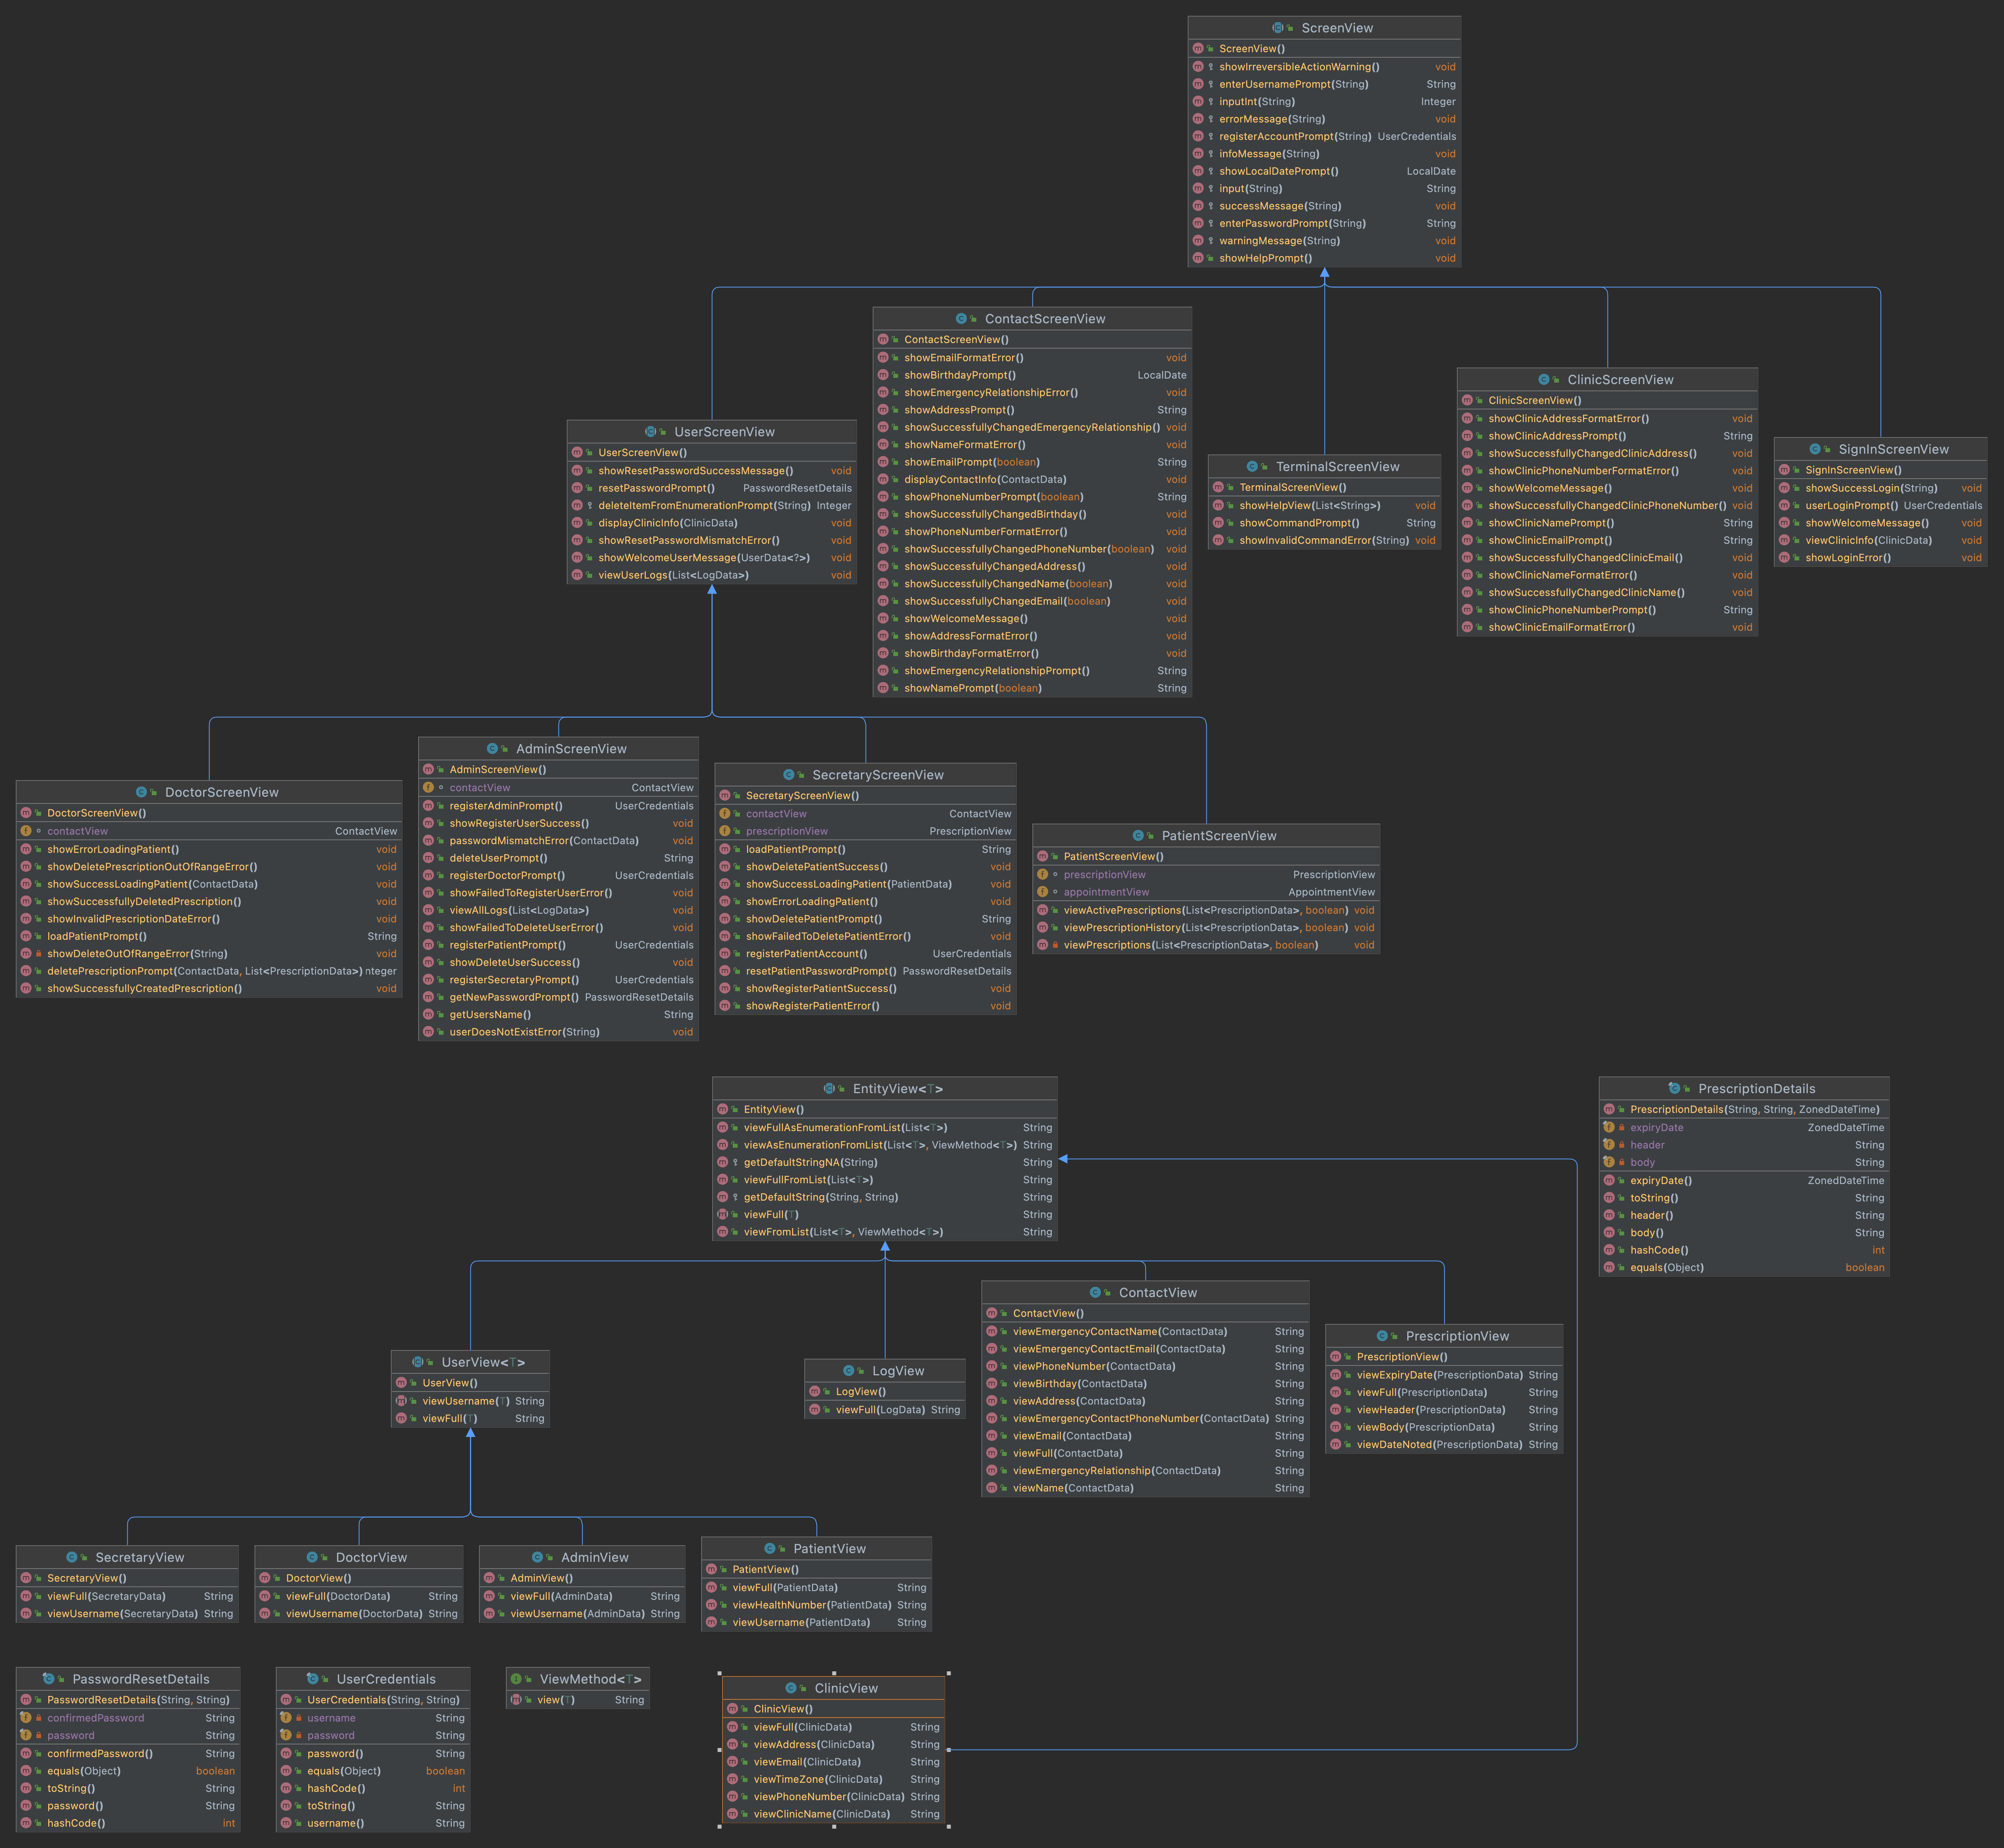 ScreenView
ScreenView()
showIrreversibleActionWarning() void
enterUsernamePrompt(String) String
inputInt(String) Integer
errorMessage(String) void
registerAccountPrompt(String) UserCredentials
infoMessage(String) void
showLocalDatePrompt() LocalDate
input(String) String
successMessage(String) void
enterPasswordPrompt(String) String
warningMessage(String) void
showHelpPrompt() void
ContactScreenView
ContactScreenView()
showEmailFormatError() void
showBirthdayPrompt() LocalDate
showEmergencyRelationshipError() void
showAddressPrompt() String
showSuccessfullyChangedEmergencyRelationship() void
showNameFormatError() void
showEmailPrompt(boolean) String
displayContactInfo(ContactData) void
showPhoneNumberPrompt(boolean) String
showSuccessfullyChangedBirthday() void
showPhoneNumberFormatError() void
showSuccessfullyChangedPhoneNumber(boolean) void
showSuccessfullyChangedAddress() void
showSuccessfullyChangedName(boolean) void
showSuccessfullyChangedEmail(boolean) void
showWelcomeMessage() void
showAddressFormatError() void
showBirthdayFormatError() void
showEmergencyRelationshipPrompt() String
showNamePrompt(boolean) String
ClinicScreenView
ClinicScreenView()
showClinicAddressFormatError() void
showClinicAddressPrompt() String
showSuccessfullyChangedClinicAddress() void
showClinicPhoneNumberFormatError() void
showWelcomeMessage() void
showSuccessfullyChangedClinicPhoneNumber() void
showClinicNamePrompt() String
showClinicEmailPrompt() String
showSuccessfullyChangedClinicEmail() void
showClinicNameFormatError() void
showSuccessfullyChangedClinicName() void
showClinicPhoneNumberPrompt() String
showClinicEmailFormatError() void
UserScreenView
UserScreenView()
showResetPasswordSuccessMessage() void
resetPasswordPrompt() PasswordResetDetails
deleteItemFromEnumerationPrompt(String) Integer
displayClinicInfo(ClinicData) void
showResetPasswordMismatchError() void
showWelcomeUserMessage(UserData<?>) void
viewUserLogs(List<LogData>) void
TerminalScreenView
TerminalScreenView()
showHelpView(List<String>) void
showCommandPrompt() String
showInvalidCommandError(String) void
SignInScreenView
SignInScreenView()
showSuccessLogin(String) void
userLoginPrompt() UserCredentials
showWelcomeMessage() void
viewClinicInfo(ClinicData) void
showLoginError() void
DoctorScreenView
DoctorScreenView()
contactView ContactView
showErrorLoadingPatient() void
showDeletePrescriptionOutOfRangeError() void
showSuccessLoadingPatient(ContactData) void
showSuccessfullyDeletedPrescription() void
showInvalidPrescriptionDateError() void
loadPatientPrompt() String
showDeleteOutOfRangeError(String) void
deletePrescriptionPrompt(ContactData, List<PrescriptionData>) nteger
showSuccessfullyCreatedPrescription() void
AdminScreenView
AdminScreenView()
contactView ContactView
registerAdminPrompt() UserCredentials
showRegisterUserSuccess() void
passwordMismatchError(ContactData) void
deleteUserPrompt() String
registerDoctorPrompt() UserCredentials
showFailedToRegisterUserError() void
viewAllLogs(List<LogData>) void
showFailedToDeleteUserError() void
registerPatientPrompt() UserCredentials
showDeleteUserSuccess() void
registerSecretaryPrompt() UserCredentials
getNewPasswordPrompt() PasswordResetDetails
getUsersName() String
userDoesNotExistError(String) void
SecretaryScreenView
SecretaryScreenView()
contactView ContactView
prescriptionView PrescriptionView
loadPatientPrompt() String
showDeletePatientSuccess() void
showSuccessLoadingPatient(PatientData) void
showErrorLoadingPatient() void
showDeletePatientPrompt() String
showFailedToDeletePatientError() void
registerPatientAccount() UserCredentials
resetPatientPasswordPrompt() PasswordResetDetails
showRegisterPatientSuccess() void
showRegisterPatientError() void
PatientScreenView
PatientScreenView()
prescriptionView PrescriptionView
appointmentView AppointmentView
viewActivePrescriptions(List<PrescriptionData>, boolean) void
viewPrescriptionHistory(List<PrescriptionData>, boolean) void
viewPrescriptions(List<PrescriptionData>, boolean) void
EntityView<T>
EntityView()
viewFullAsEnumerationFromList(List<T>) String
viewAsEnumerationFromList(List<T>, ViewMethod<T>) String
getDefaultStringNA(String) String
viewFullFromList(List<T>) String
getDefaultString(String, String) String
viewFull(T) String
viewFromList(List<T>, ViewMethod<T>) String
PrescriptionDetails
PrescriptionDetails(String, String, ZonedDateTime)
expiryDate ZonedDateTime
header String
body String
expiryDate() ZonedDateTime
toString() String
header() String
body() String
hashCode() int
equals(Object) boolean
UserView<T>
UserView()
viewUsername(T) String
viewFull(T) String
LogView
LogView()
viewFull(LogData) String
ContactView
ContactView()
viewEmergencyContactName(ContactData) String
viewEmergencyContactEmail(ContactData) String
viewPhoneNumber(ContactData) String
viewBirthday(ContactData) String
viewAddress(ContactData) String
viewEmergencyContactPhoneNumber(ContactData) String
viewEmail(ContactData) String
viewFull(ContactData) String
viewEmergencyRelationship(ContactData) String
viewName(ContactData) String
PrescriptionView
PrescriptionView()
viewExpiryDate(PrescriptionData) String
viewFull(PrescriptionData) String
viewHeader(PrescriptionData) String
viewBody(PrescriptionData) String
viewDateNoted(PrescriptionData) String
SecretaryView
SecretaryView()
viewFull(SecretaryData) String
viewUsername(SecretaryData) String
DoctorView
DoctorView()
viewFull(DoctorData) String
viewUsername(DoctorData) String
AdminView
AdminView()
viewFull(AdminData) String
viewUsername(AdminData) String
PatientView
PatientView()
viewFull(PatientData) String
viewHealthNumber(PatientData) String
viewUsername(PatientData) String
PasswordResetDetails
PasswordResetDetails(String, String)
confirmedPassword String
password String
confirmedPassword() String
equals(Object) boolean
toString() String
password() String
hashCode() int
UserCredentials
UserCredentials(String, String)
username String
password String
password() String
equals(Object) boolean
hashCode() int
toString() String
username() String
ViewMethod<T>
view(T) String
ClinicView
ClinicView()
viewFull(ClinicData) String
viewAddress(ClinicData) String
viewEmail(ClinicData) String
viewTimeZone(ClinicData) String
viewPhoneNumber(ClinicData) String
viewClinicName(ClinicData) String